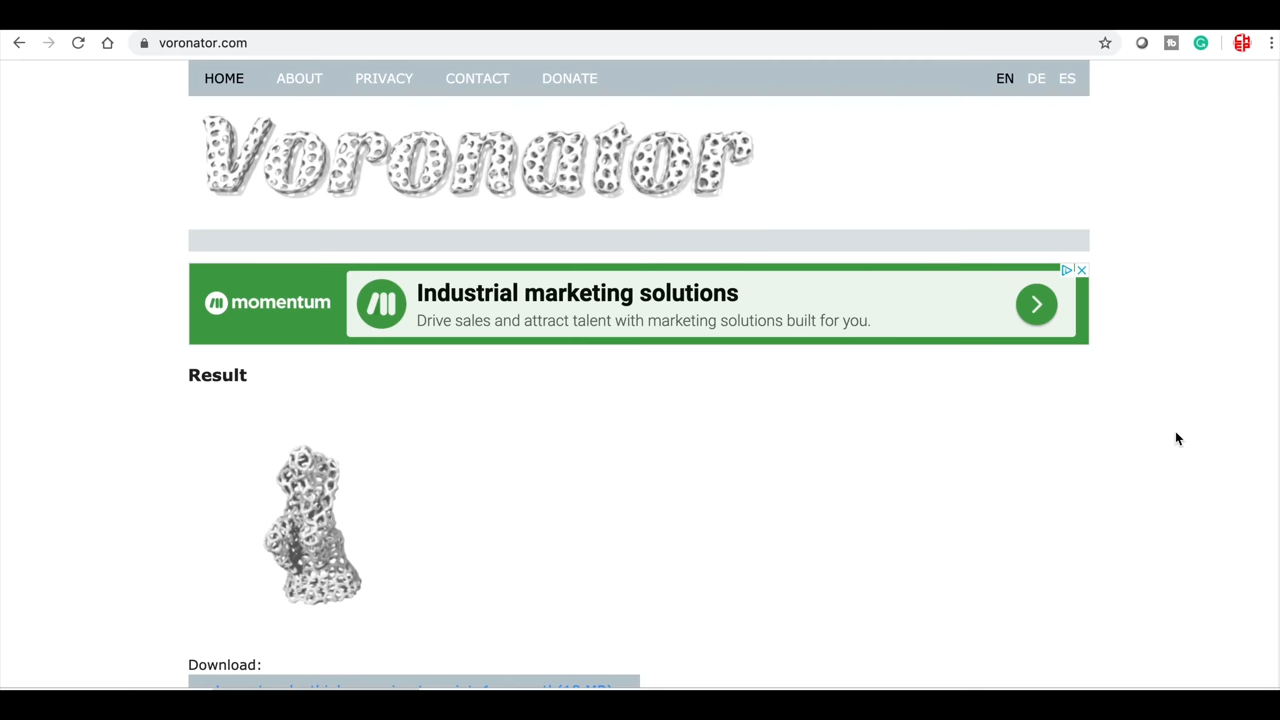 voronator.com
HOME ABOUT PRIVACY CONTACT DONATE EN DE ES
Voronator
momentum
Industrial marketing solutions
Drive sales and attract talent with marketing solutions built for you.
Result
Download: